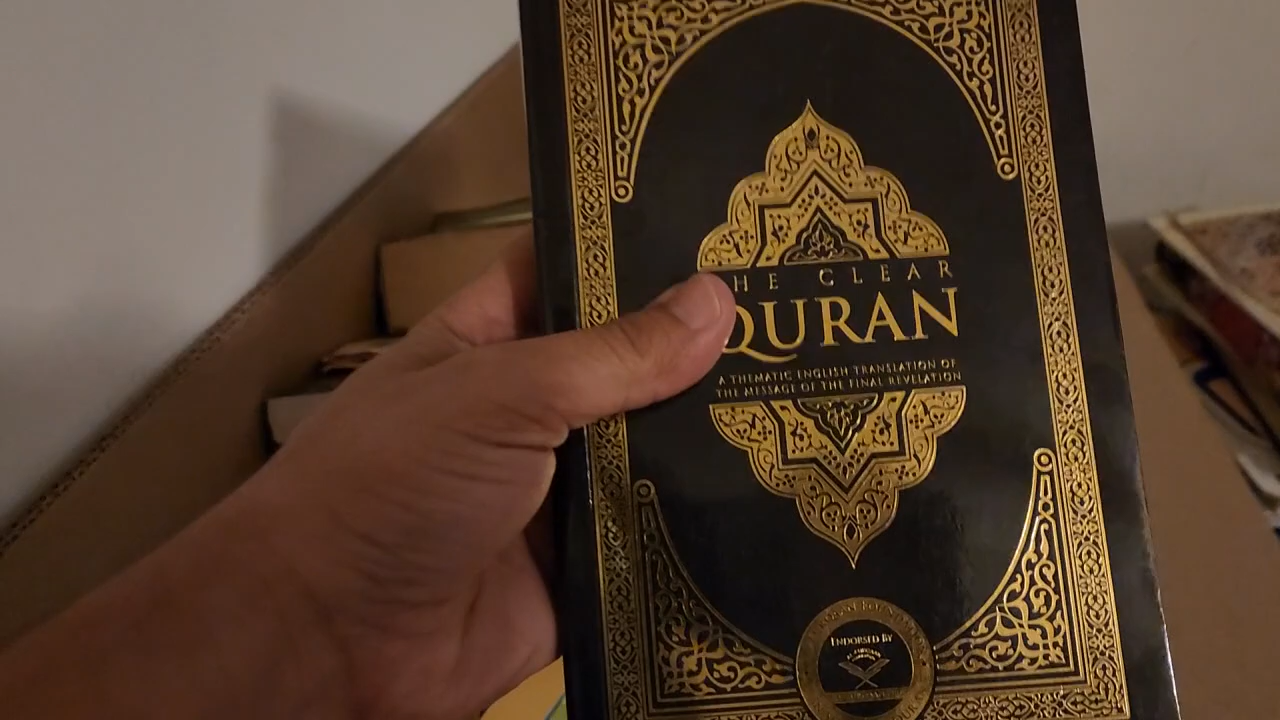 HE CLEAR
QURAN
A THEMATIC ENGLISH TRANSLATION OF
THE MESSAGE OF THE FINAL REVELATION
ENDORSED BY